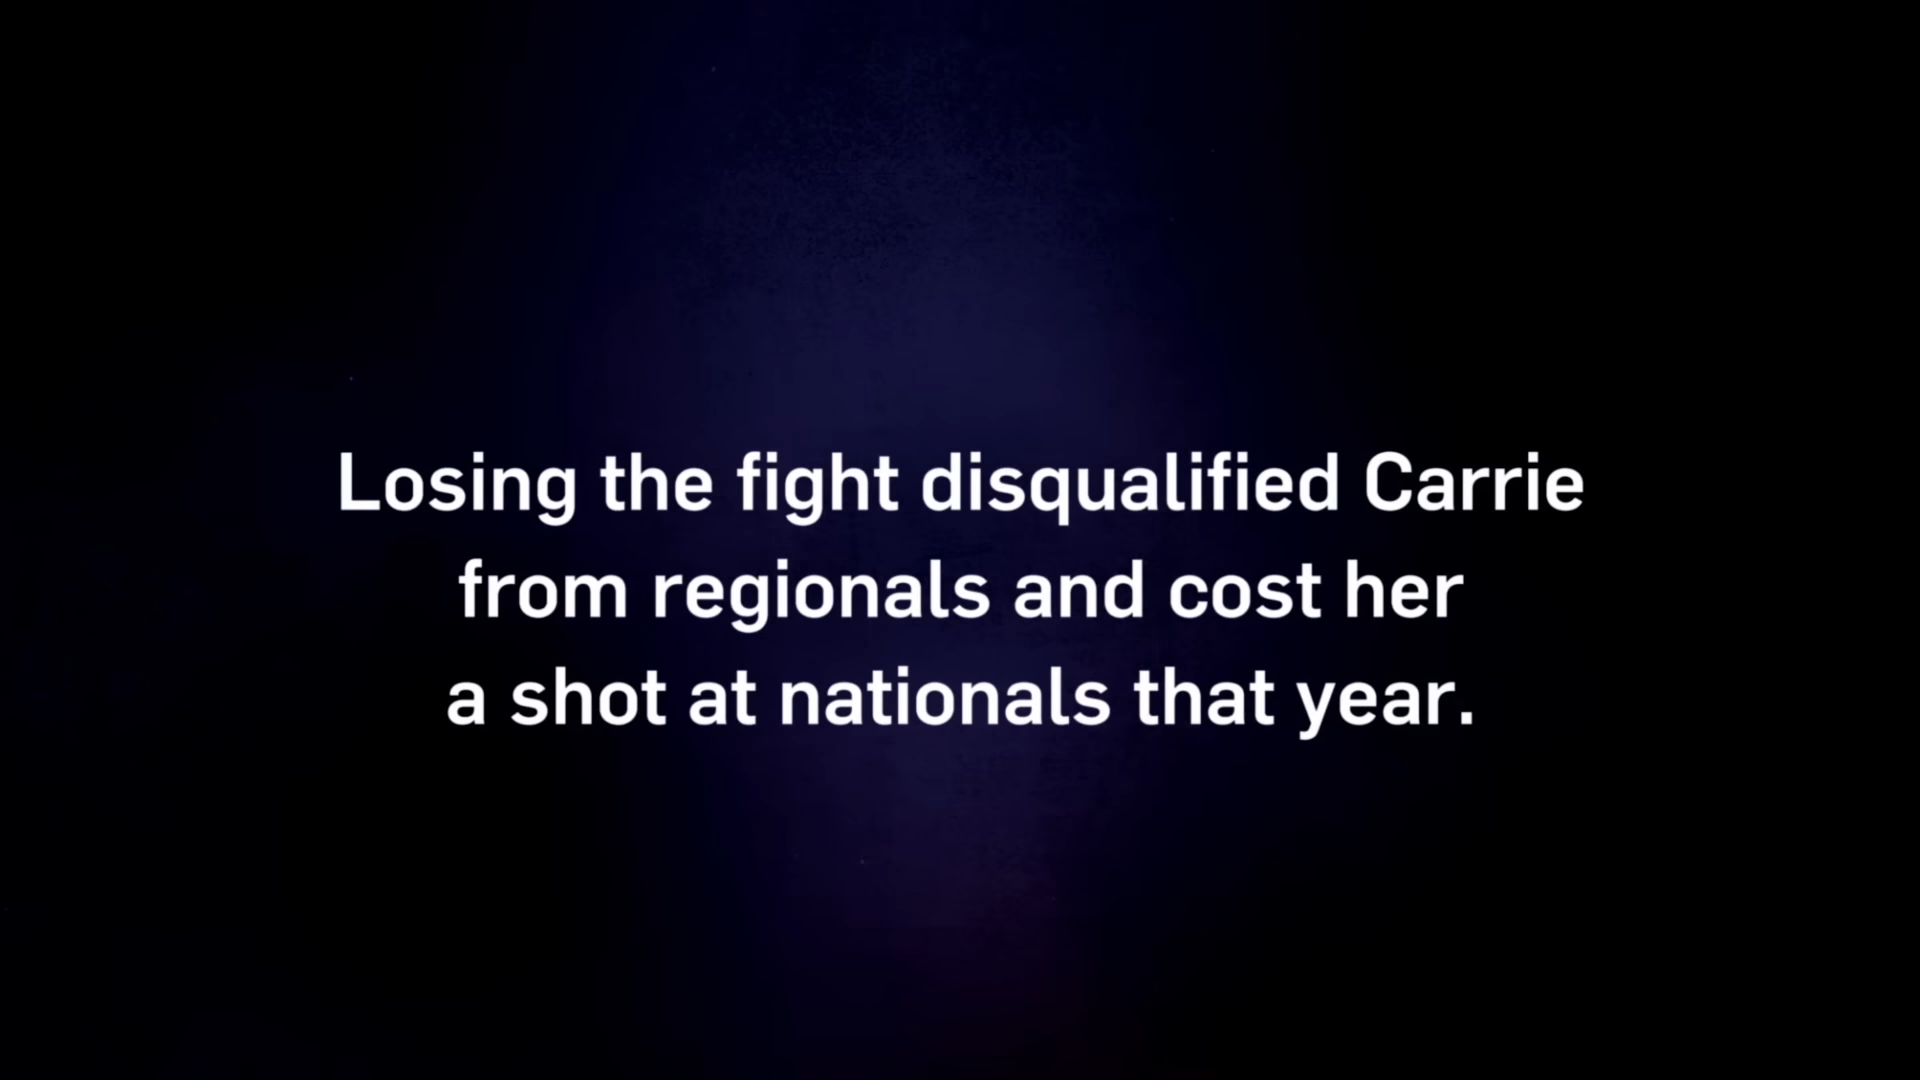 Losing the fight disqualified Carrie
from regionals and cost her
a shot at nationals that year.